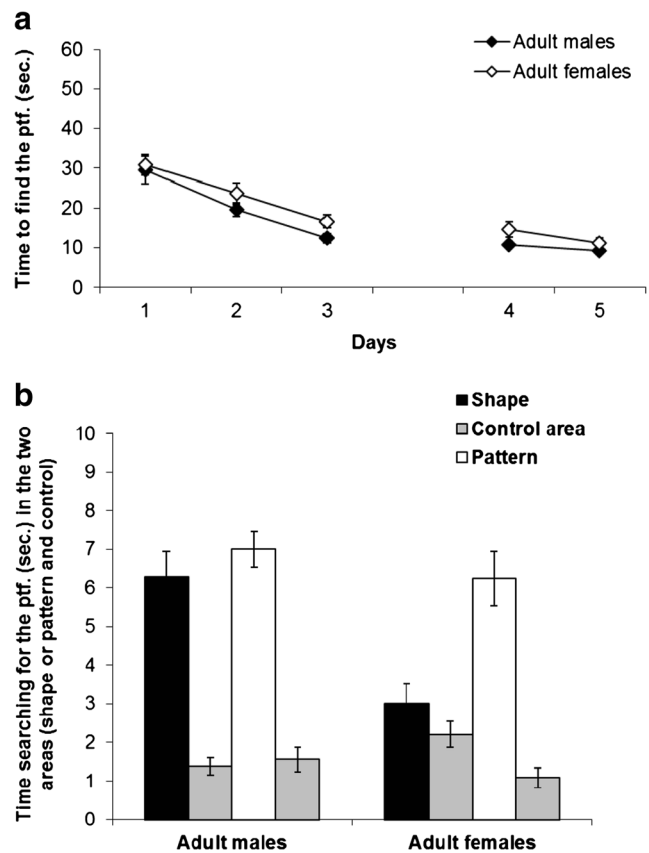 a
Time to find the ptf. (sec.)
60
50
40
30
20
10
0
Adult males
Adult females
1 2 3 4 5
Days
b
Time searching for the ptf. (sec.) in the two
areas (shape or pattern and control)
10
9
8
7
6
5
4
3
2
1
0
Shape
Control area
Pattern
Adult males Adult females